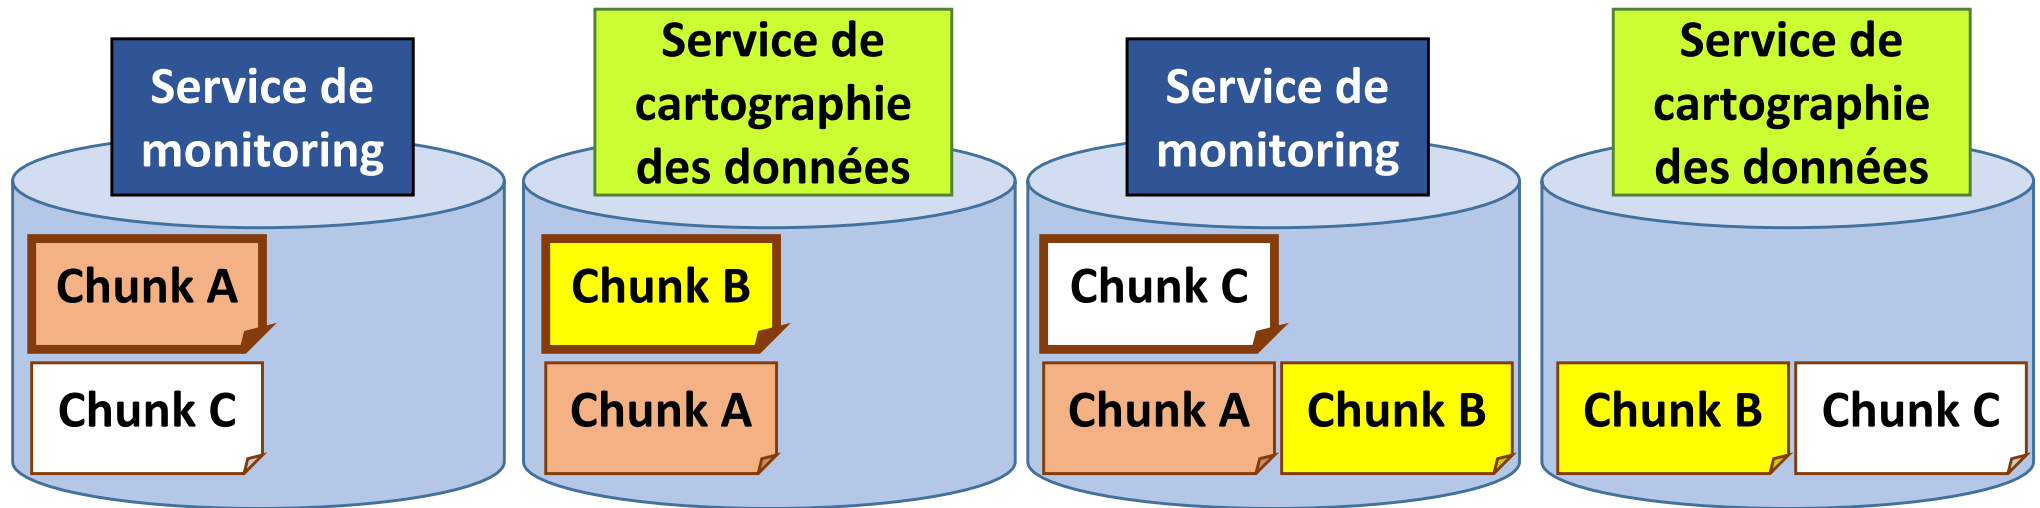 Service de
monitoring
Service de
cartographie
des données
Service de
monitoring
Service de
cartographie
des données
Chunk A
Chunk C
Chunk B
Chunk A
Chunk C
Chunk A
Chunk B
Chunk B
Chunk C